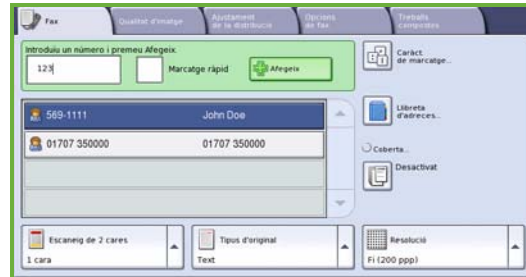 Fax
Qualitat d'imatge
Ajustament
de la distribució
Opcions
de fax
Treballs
compostos
Introduïu un número i premeu Afegeix.
123
Marcatge ràpid
Afegeix
Caràct.
de marcatge...
569-1111 John Doe
01707 350000 01707 350000
Llibreta
d'adreces...
Coberta...
Desactivat
Escaneig de 2 cares
1 cara
Tipus d'original
Text
Resolució
Fi (200 ppp)